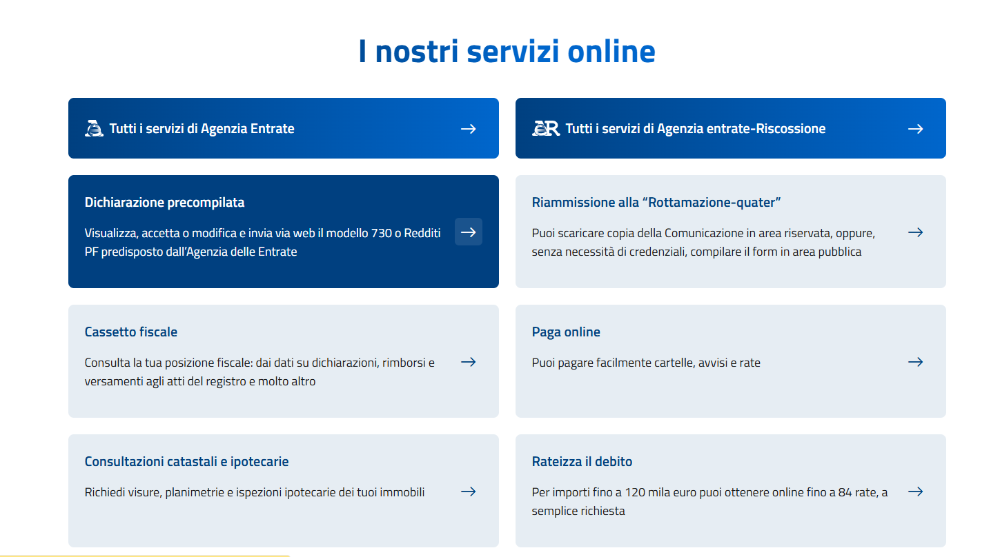 I nostri servizi online
Tutti i servizi di Agenzia Entrate
Tutti i servizi di Agenzia entrate-Riscossione
Dichiarazione precompilata
Visualizza, accetta o modifica e invia via web il modello 730 o Redditi
PF predisposto dall’Agenzia delle Entrate
Riammissione alla “Rottamazione-quater”
Puoi scaricare copia della Comunicazione in area riservata, oppure,
senza necessità di credenziali, compilare il form in area pubblica
Cassetto fiscale
Consulta la tua posizione fiscale: dai dati su dichiarazioni, rimborsi e
versamenti agli atti del registro e molto altro
Paga online
Puoi pagare facilmente cartelle, avvisi e rate
Consultazioni catastali e ipotecarie
Richiedi visure, planimetrie e ispezioni ipotecarie dei tuoi immobili
Rateizza il debito
Per importi fino a 120 mila euro puoi ottenere online fino a 84 rate, a
semplice richiesta